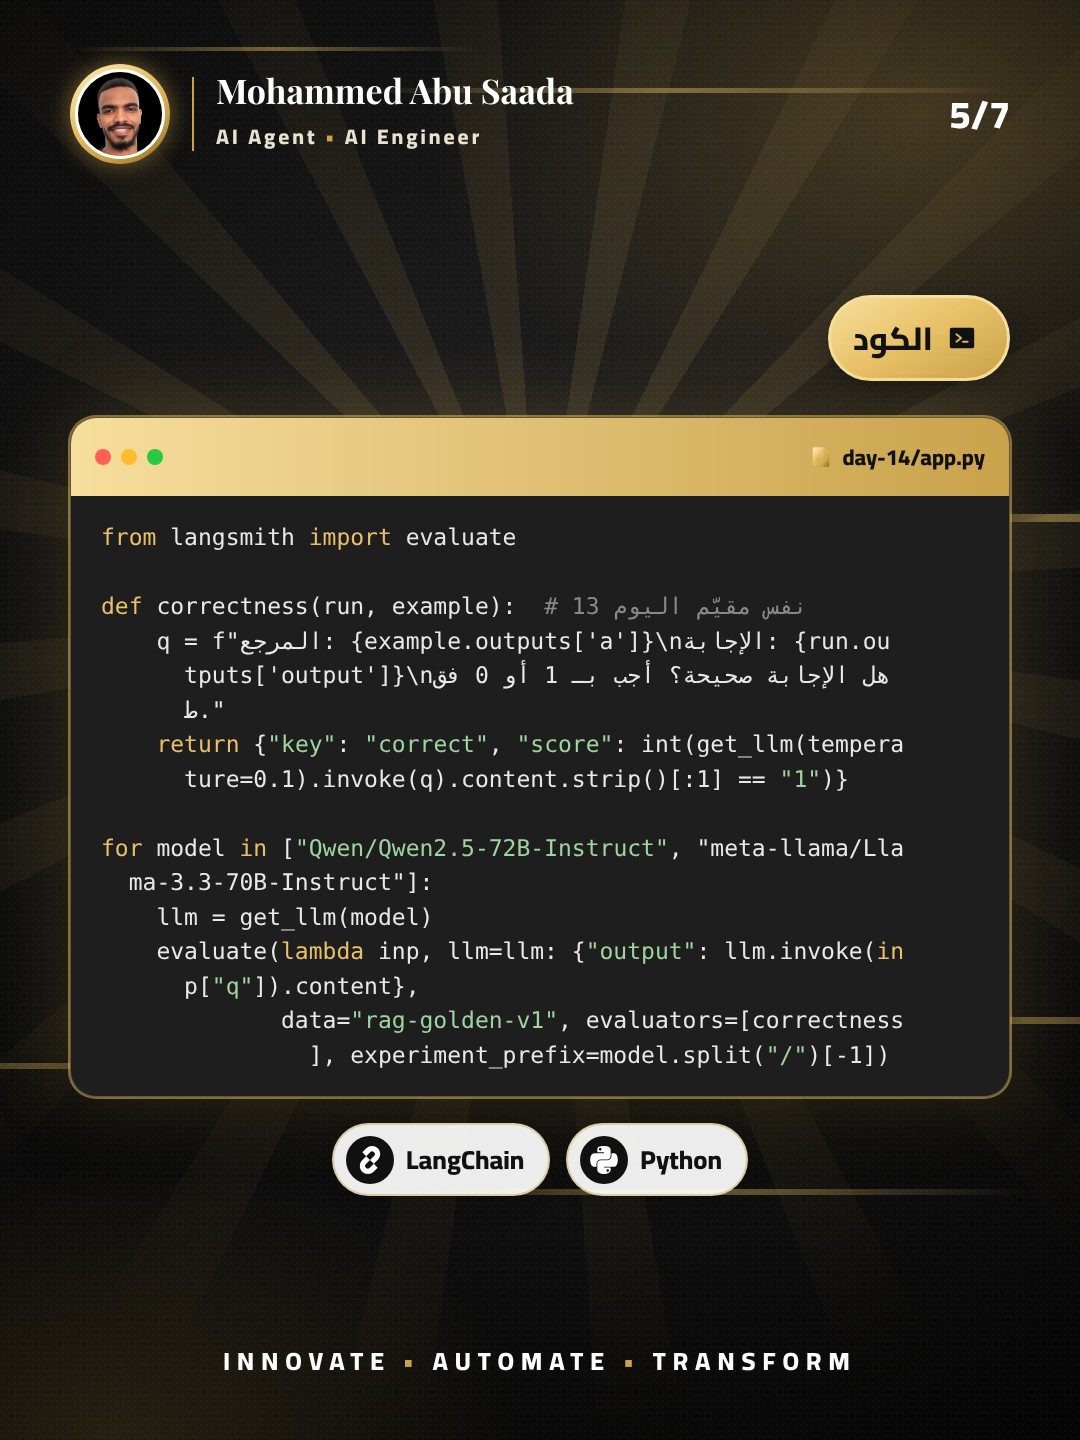 Mohammed Abu Saada
AI Agent ▪ AI Engineer
5/7
الكود
day-14/app.py
from langsmith import evaluate
def correctness(run, example):  # نفس مقيّم اليوم 13
q = f"المرجع: {example.outputs['a']}\nالإجابة: {run.ou
tputs['output']}\nهل الإجابة صحيحة؟ أجب بـ 1 أو 0 فق
ط."
return {"key": "correct", "score": int(get_llm(tempera
ture=0.1).invoke(q).content.strip()[:1] == "1")}
for model in ["Qwen/Qwen2.5-72B-Instruct", "meta-llama/Lla
ma-3.3-70B-Instruct"]:
llm = get_llm(model)
evaluate(lambda inp, llm=llm: {"output": llm.invoke(in
p["q"]).content},
data="rag-golden-v1", evaluators=[correctness
], experiment_prefix=model.split("/")[-1])
LangChain
Python
INNOVATE ▪ AUTOMATE ▪ TRANSFORM